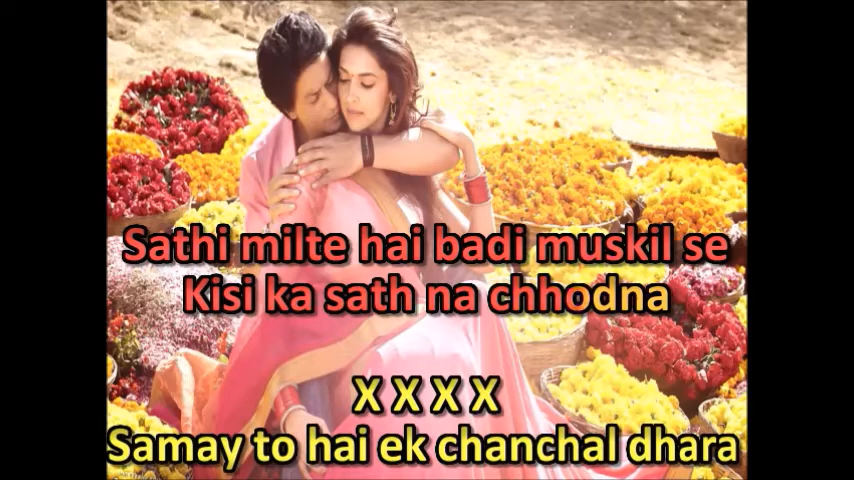 Sathi milte hai badi muskil se
Kisi ka sath na chhodna
X X X X
Samay to hai ek chanchal dhara